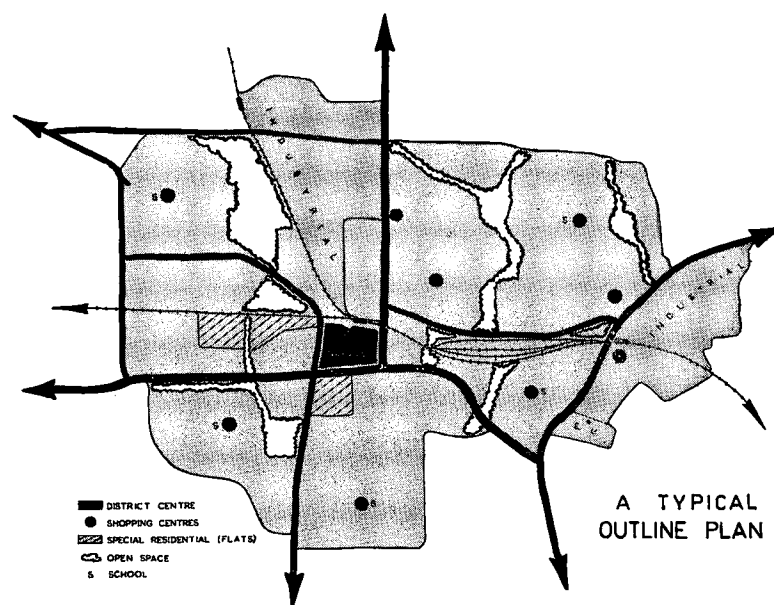 INDUSTRIAL
S
S
INDUSTRIAL
S
S
S
DISTRICT CENTRE
SHOPPING CENTRES
SPECIAL RESIDENTIAL (FLATS)
OPEN SPACE
S SCHOOL
A TYPICAL
OUTLINE PLAN